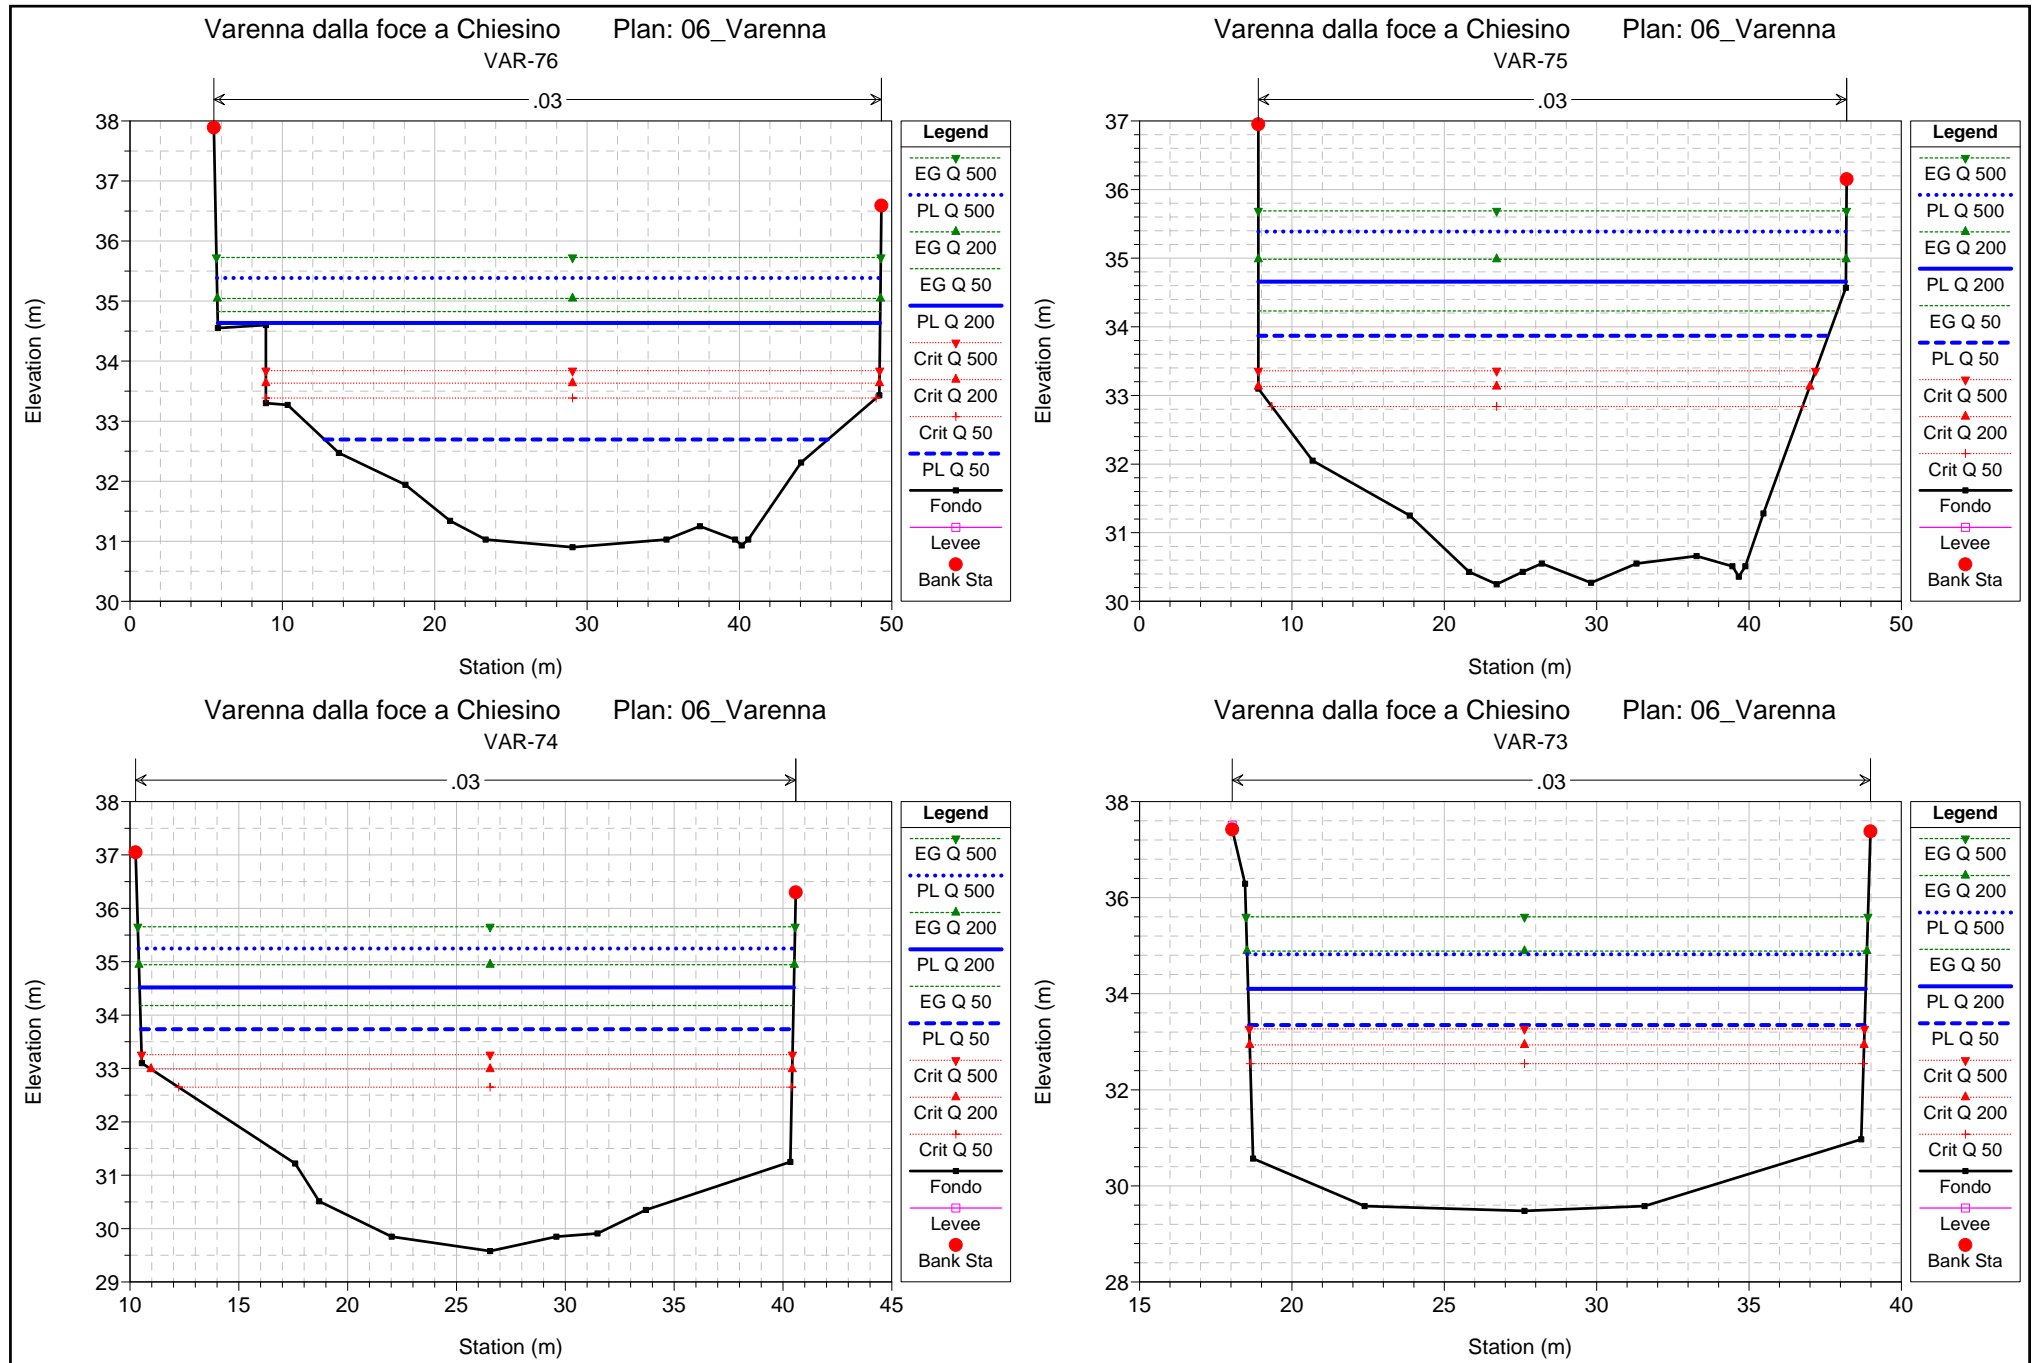 Varenna dalla foce a Chiesino Plan: 06_Varenna
VAR-76
.03
38
37
36
35
34
33
32
31
30
0 10 20 30 40 50
Elevation (m)
Station (m)
Legend
EG Q 500
PL Q 500
EG Q 200
EG Q 50
PL Q 200
Crit Q 500
Crit Q 200
Crit Q 50
PL Q 50
Fondo
Levee
Bank Sta
Varenna dalla foce a Chiesino Plan: 06_Varenna
VAR-75
.03
37
36
35
34
33
32
31
30
0 10 20 30 40 50
Elevation (m)
Station (m)
Legend
EG Q 500
PL Q 500
EG Q 200
PL Q 200
EG Q 50
PL Q 50
Crit Q 500
Crit Q 200
Crit Q 50
Fondo
Levee
Bank Sta
Varenna dalla foce a Chiesino Plan: 06_Varenna
VAR-74
.03
38
37
36
35
34
33
32
31
30
29
10 15 20 25 30 35 40 45
Elevation (m)
Station (m)
Legend
EG Q 500
PL Q 500
EG Q 200
PL Q 200
EG Q 50
PL Q 50
Crit Q 500
Crit Q 200
Crit Q 50
Fondo
Levee
Bank Sta
Varenna dalla foce a Chiesino Plan: 06_Varenna
VAR-73
.03
38
36
34
32
30
28
15 20 25 30 35 40
Elevation (m)
Station (m)
Legend
EG Q 500
EG Q 200
PL Q 500
EG Q 50
PL Q 200
PL Q 50
Crit Q 500
Crit Q 200
Crit Q 50
Fondo
Levee
Bank Sta